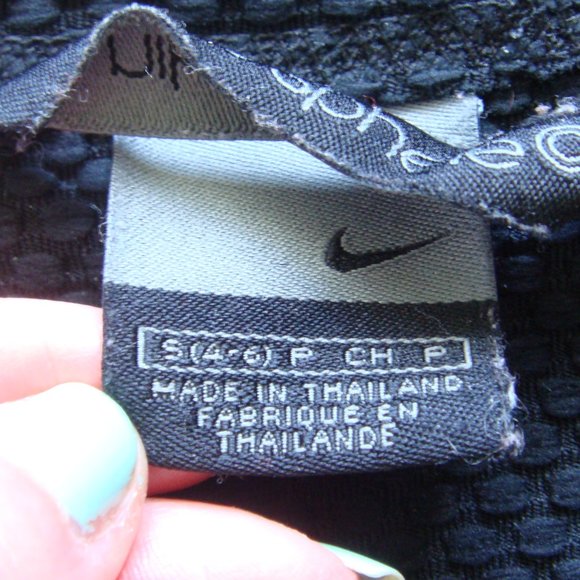 S(4-6) P CH P
MADE IN THAILAND
FABRIQUE EN
THAILANDE